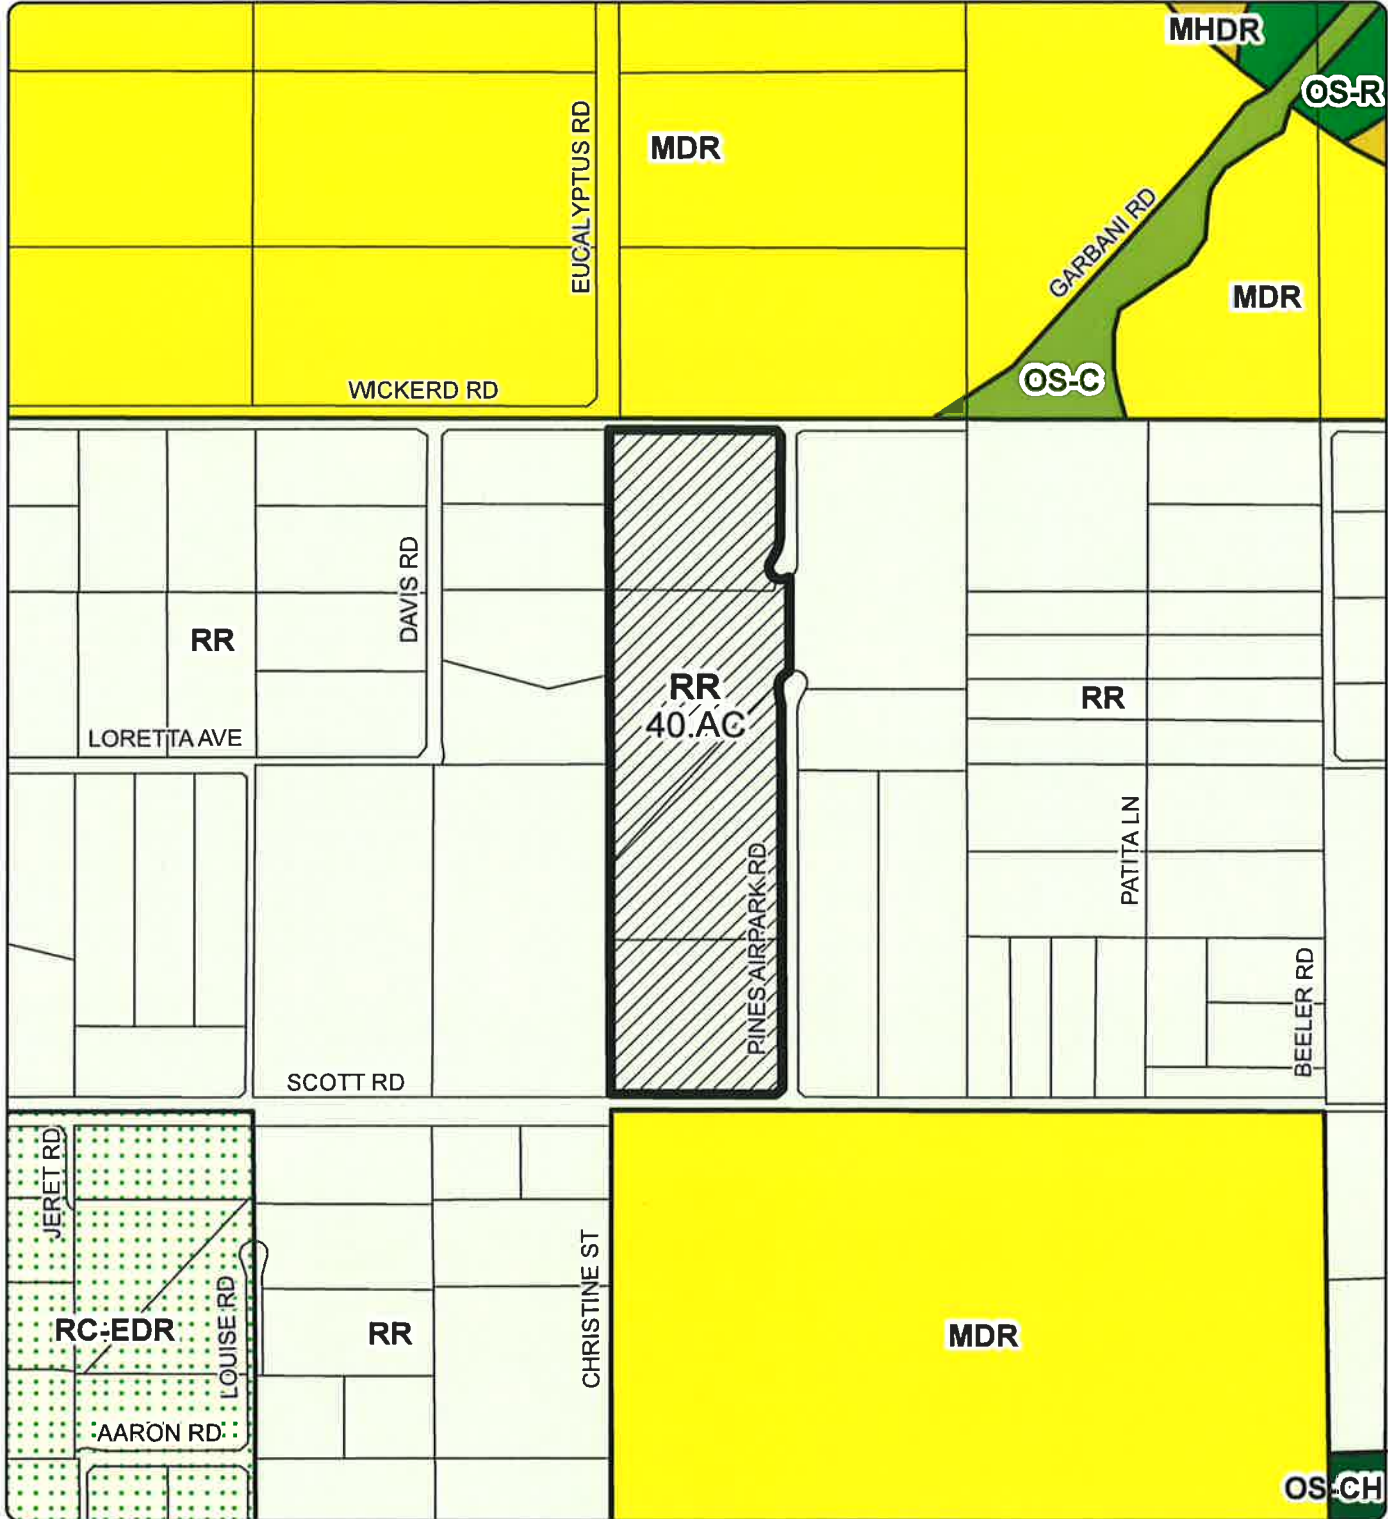 MHDR
OS-R
EUCALYPTUS RD
MDR
GARBANI RD
MDR
OS-C
WICKERD RD
DAVIS RD
RR
RR
40.AC
RR
LORETTA AVE
PATITA LN
PINES AIRPARK RD
BEELER RD
SCOTT RD
JERET RD
CHRISTINE ST
LOUISE RD
RC-EDR
RR
MDR
AARON RD
OS-CH